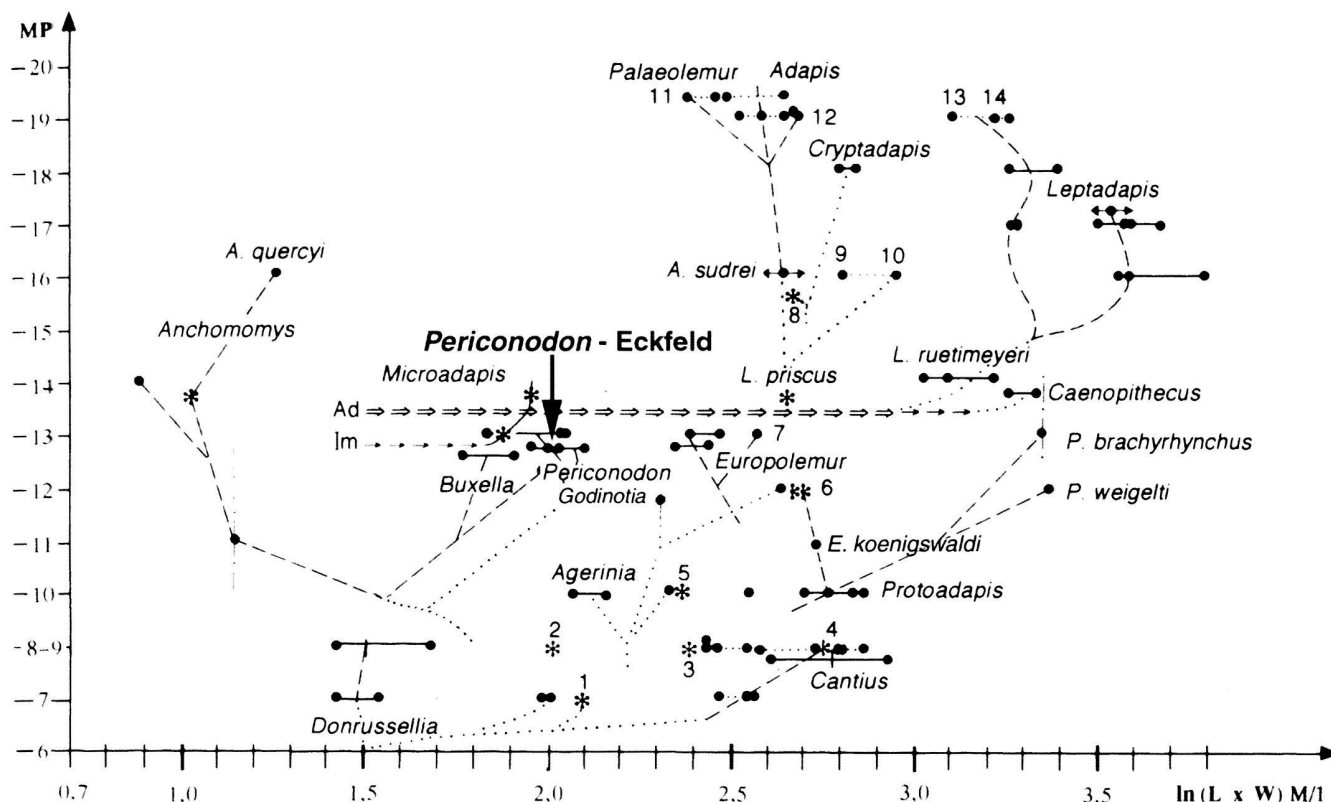 MP
-20
Palaeolemur
Adapis
11
13
14
-19
12
Cryptadapis
-18
Leptadapis
-17
A. quercyi
9
10
A. sudrei
-16
8
Anchomomys
-15
Periconodon - Eckfeld
L. ruetimeyeri
Microadapis
L. priscus
-14
Caenopithecus
Ad
-13
7
Im
P. brachyrhynchus
Europolemur
Periconodon
Buxella
Godinotia
-12
6
P. weigelti
-11
E. koenigswaldi
Agerinia
5
-10
Protoadapis
2
4
-8-9
3
Cantius
1
-7
Donrussellia
-6
0,7
1,0
1,5
2,0
2,5
3,0
3,5
ln (L x W) M/1